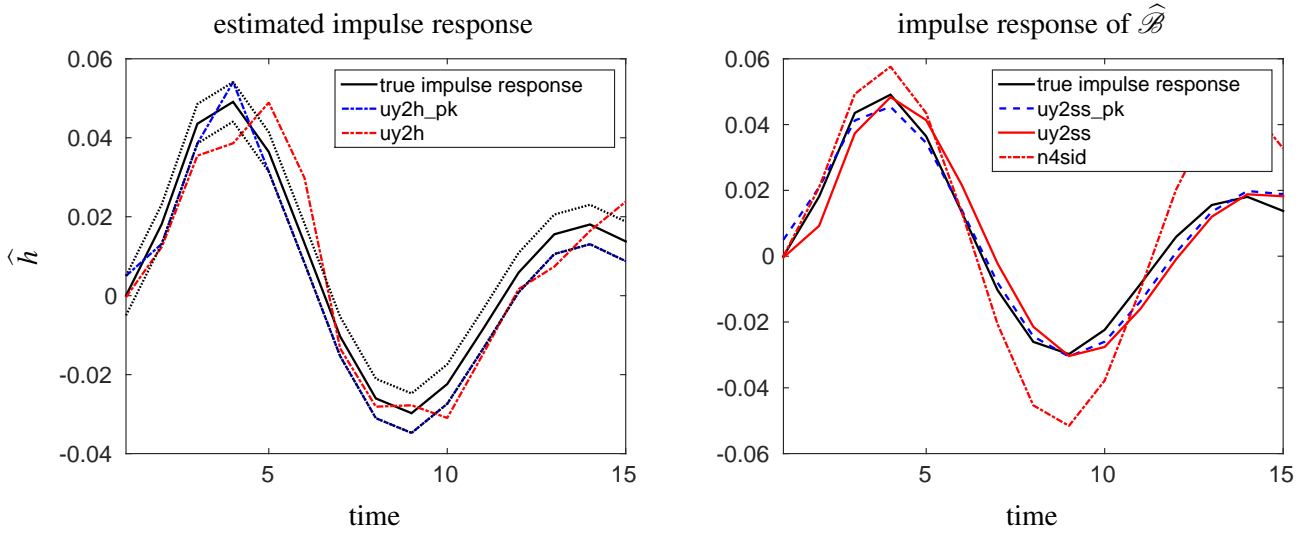 estimated impulse response
0.06
0.04
0.02
0
-0.02
-0.04
5
10
15
ĥ
time
true impulse response
uy2h_pk
uy2h
impulse response of ℬ̂
0.06
0.04
0.02
0
-0.02
-0.04
-0.06
5
10
15
time
true impulse response
uy2ss_pk
uy2ss
n4sid